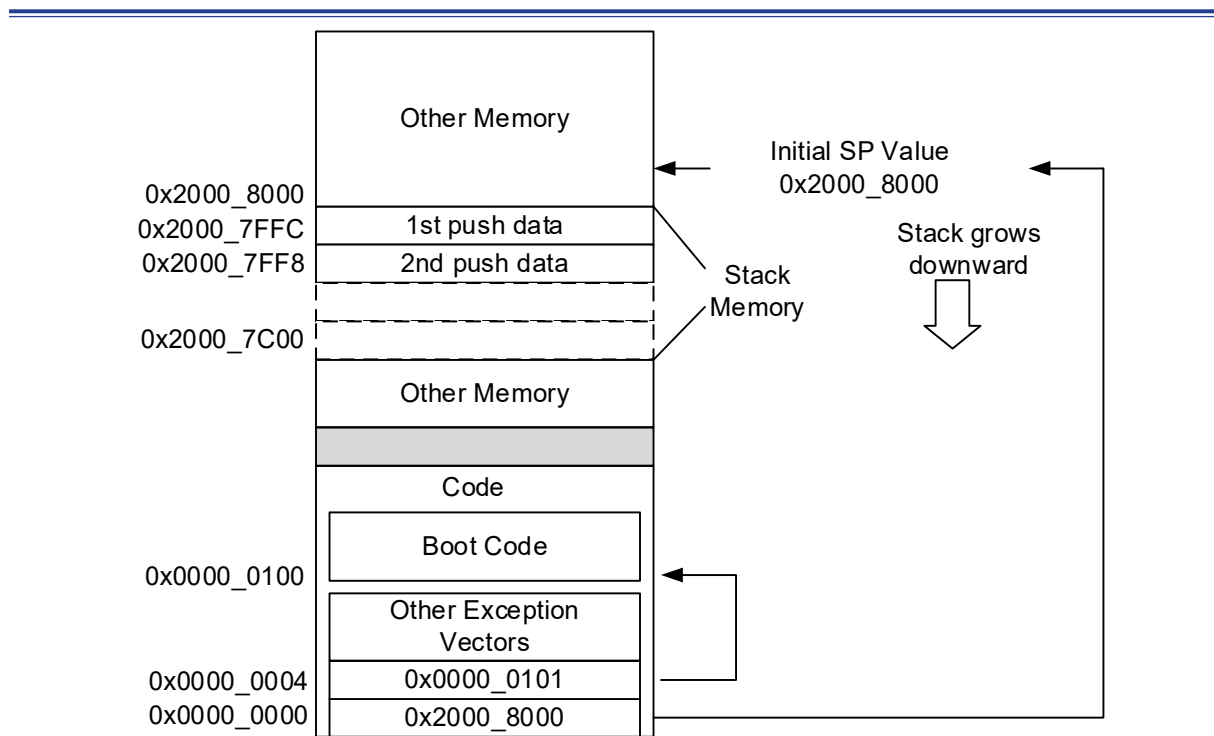 Other Memory
Initial SP Value
0x2000_8000
0x2000_8000
0x2000_7FFC
1st push data
Stack grows
downward
0x2000_7FF8
2nd push data
Stack
Memory
0x2000_7C00
Other Memory
Code
Boot Code
0x0000_0100
Other Exception
Vectors
0x0000_0004
0x0000_0101
0x0000_0000
0x2000_8000